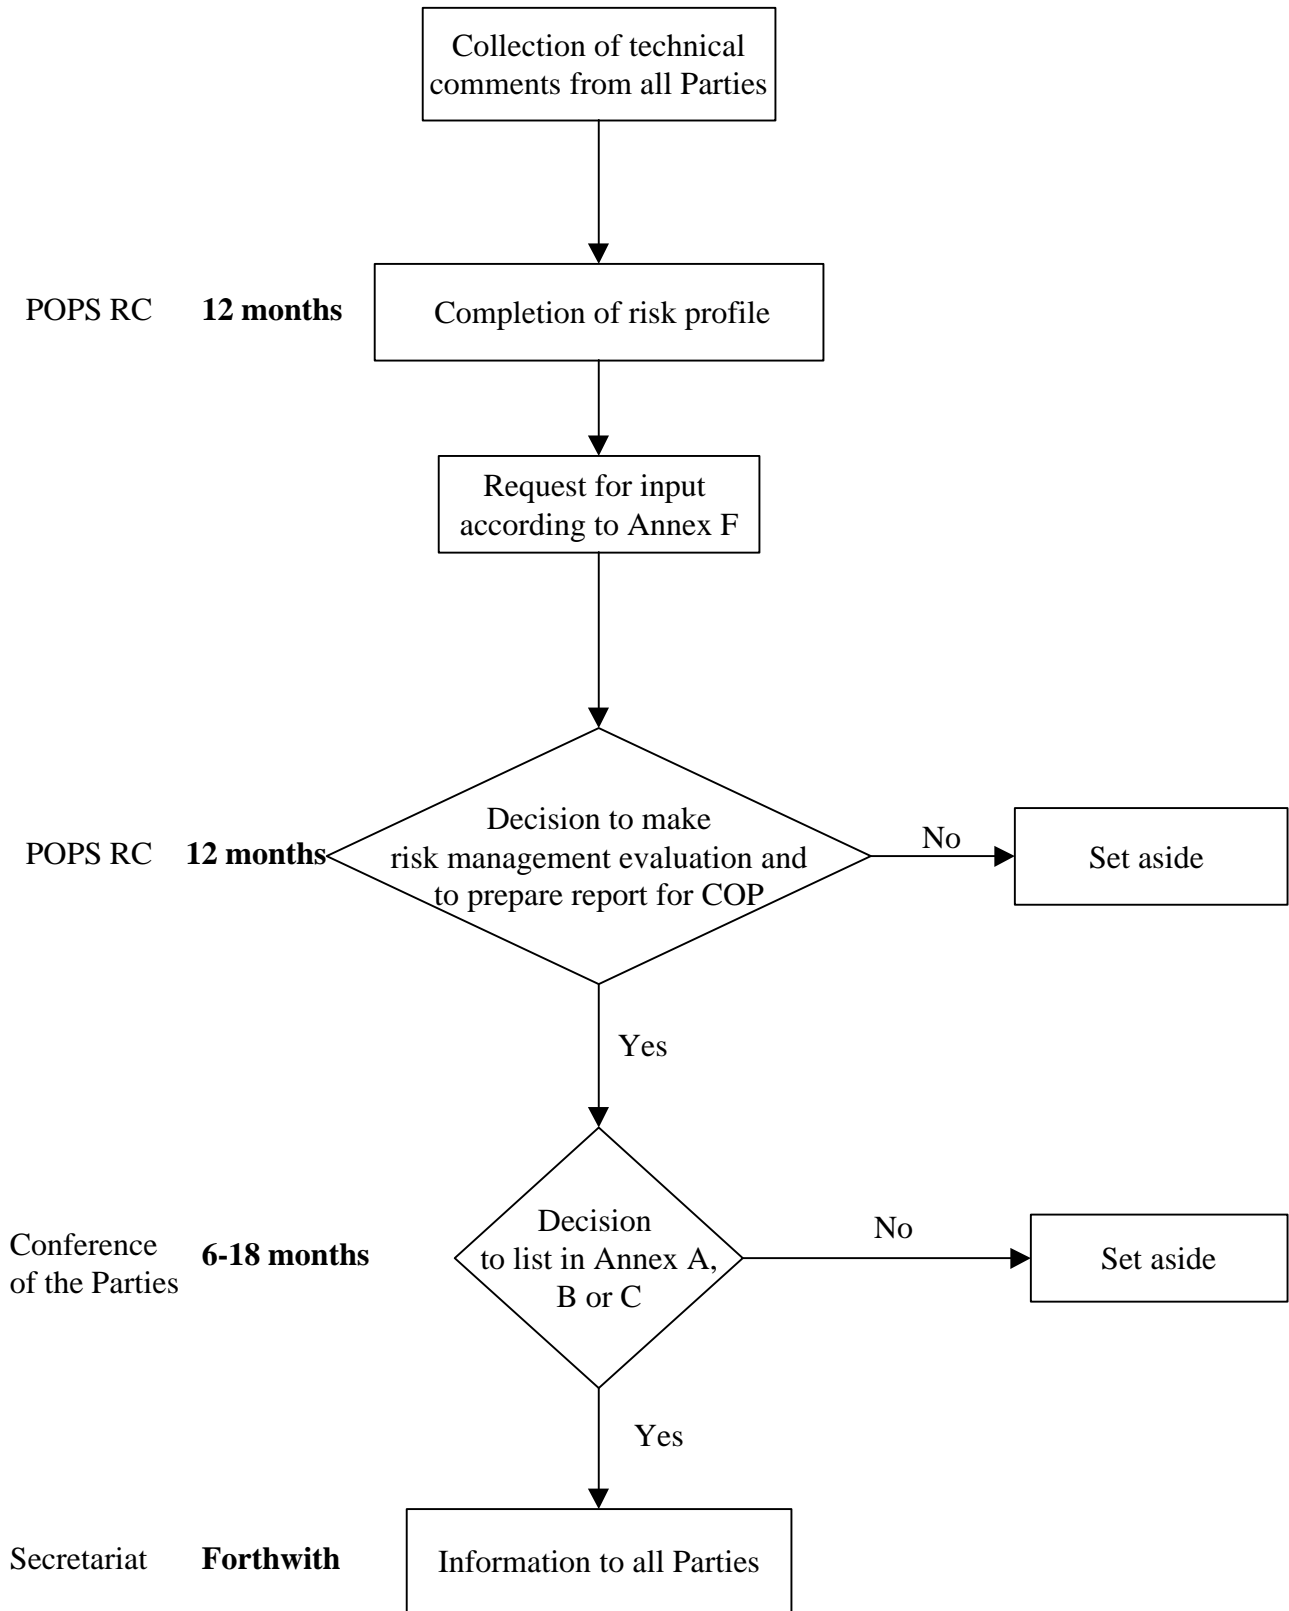 Collection of technical
comments from all Parties
POPS RC 12 months
Completion of risk profile
Request for input
according to Annex F
POPS RC 12 months
Decision to make
risk management evaluation and
to prepare report for COP
No
Set aside
Yes
Conference
of the Parties
6-18 months
Decision
to list in Annex A,
B or C
No
Set aside
Yes
Secretariat Forthwith
Information to all Parties